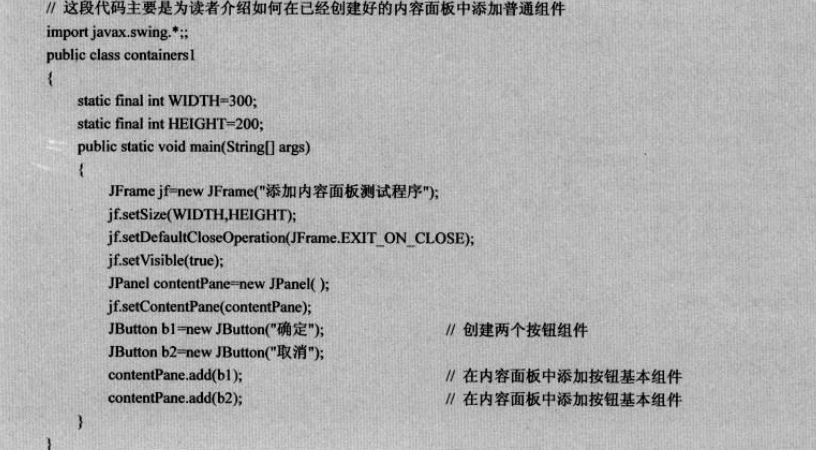 // 这段代码主要是为读者介绍如何在已经创建好的内容面板中添加普通组件
import javax.swing.*;;
public class containers1
{
static final int WIDTH=300;
static final int HEIGHT=200;
public static void main(String[] args)
{
JFrame jf=new JFrame("添加内容面板测试程序");
jf.setSize(WIDTH,HEIGHT);
jf.setDefaultCloseOperation(JFrame.EXIT_ON_CLOSE);
jf.setVisible(true);
JPanel contentPane=new JPanel( );
jf.setContentPane(contentPane);
JButton b1=new JButton("确定"); // 创建两个按钮组件
JButton b2=new JButton("取消");
contentPane.add(b1); // 在内容面板中添加按钮基本组件
contentPane.add(b2); // 在内容面板中添加按钮基本组件
}
}